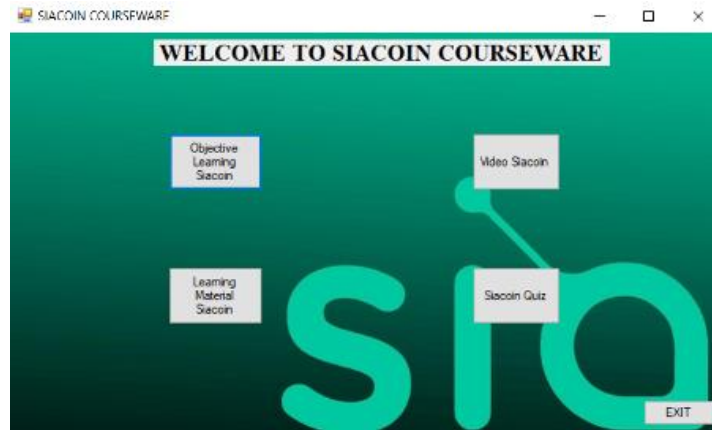 SIACOIN COURSEWARE
WELCOME TO SIACOIN COURSEWARE
Objective
Learning
Siacoin
Video Siacoin
Learning
Material
Siacoin
Siacoin Quiz
sia
EXIT